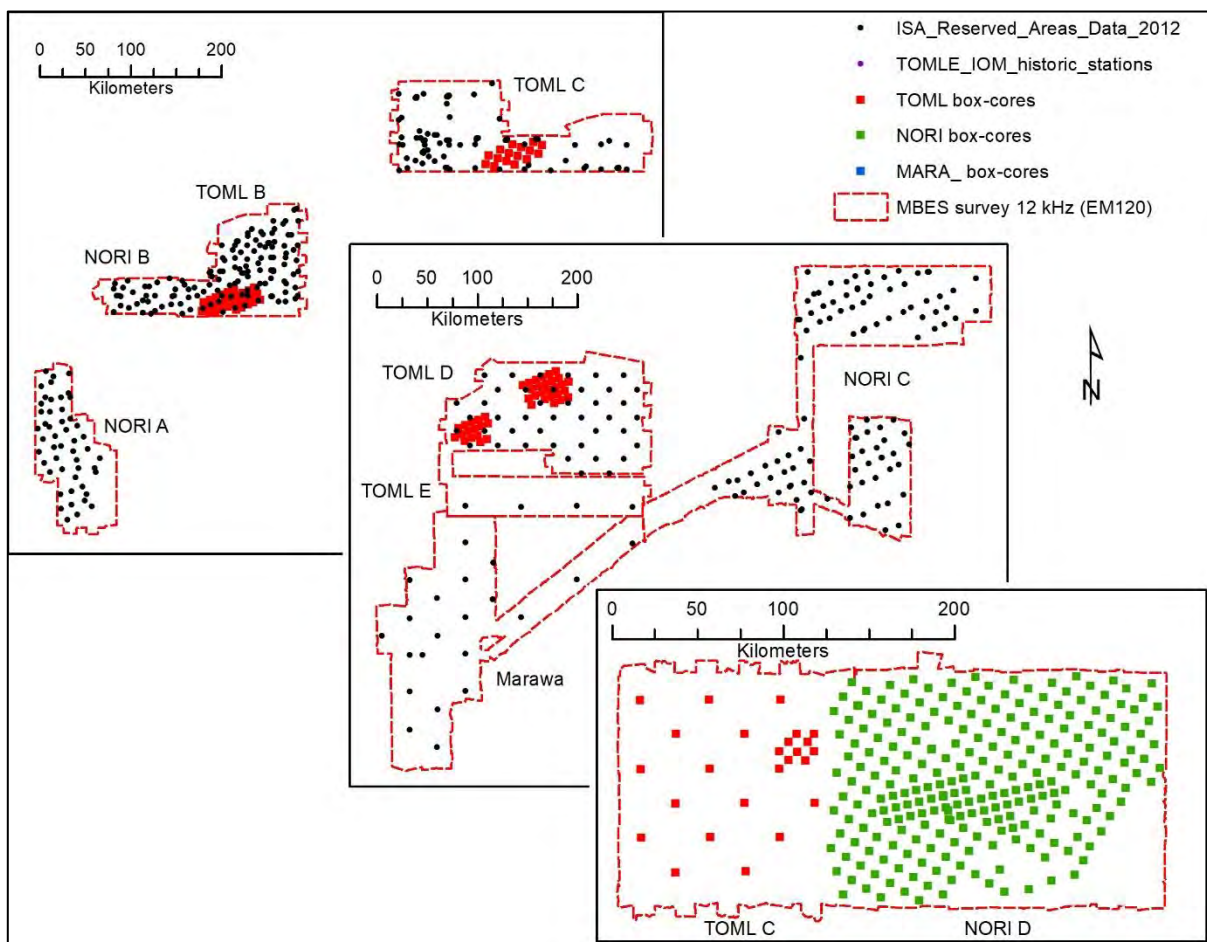 0 50 100 200
Kilometers
TOML C
TOML B
NORI B
NORI A
ISA_Reserved_Areas_Data_2012
TOMLE_IOM_historic_stations
TOML box-cores
NORI box-cores
MARA_ box-cores
MBES survey 12 kHz (EM120)
0 50 100 200
Kilometers
TOML D
NORI C
TOML E
Marawa
N
0 50 100 200
Kilometers
TOML C
NORI D